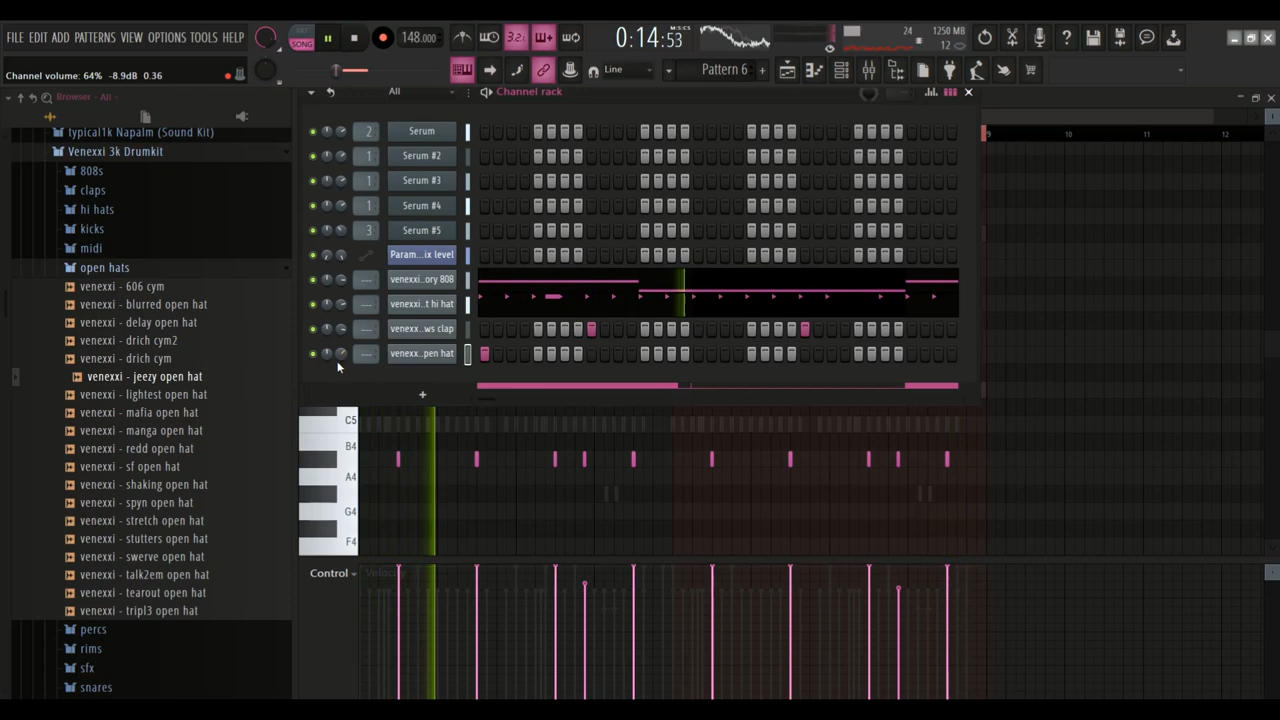 FILE EDIT ADD PATTERNS VIEW OPTIONS TOOLS HELP
SONG
148.000
3.2.
0:14:53
M:S:CS
24
1250 MB
12
Channel volume: 64% -8.9dB 0.36
Line
Pattern 6
Browser - All
All
Channel rack
typical1k Napalm (Sound Kit)
Venexxi 3k Drumkit
808s
claps
hi hats
kicks
midi
open hats
venexxi - 606 cym
venexxi - blurred open hat
venexxi - delay open hat
venexxi - drich cym2
venexxi - drich cym
venexxi - jeezy open hat
venexxi - lightest open hat
venexxi - mafia open hat
venexxi - manga open hat
venexxi - redd open hat
venexxi - sf open hat
venexxi - shaking open hat
venexxi - spyn open hat
venexxi - stretch open hat
venexxi - stutters open hat
venexxi - swerve open hat
venexxi - talk2em open hat
venexxi - tearout open hat
venexxi - tripl3 open hat
percs
rims
sfx
snares
2 Serum
1 Serum #2
1 Serum #3
1 Serum #4
3 Serum #5
Param...ix level
--- venexxi...ory 808
--- venexxi...t hi hat
--- venexx...ws clap
--- venexx...pen hat
+
9 10 11 12
C5
B4
A4
G4
F4
Control
Velocity